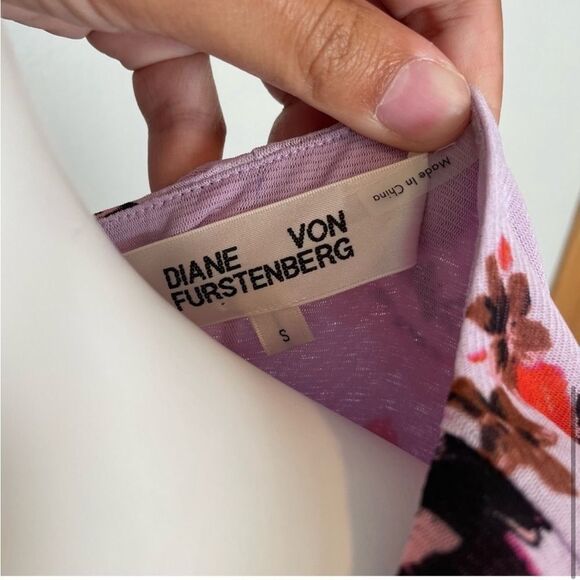 DIANE VON
FURSTENBERG
S
Made In China